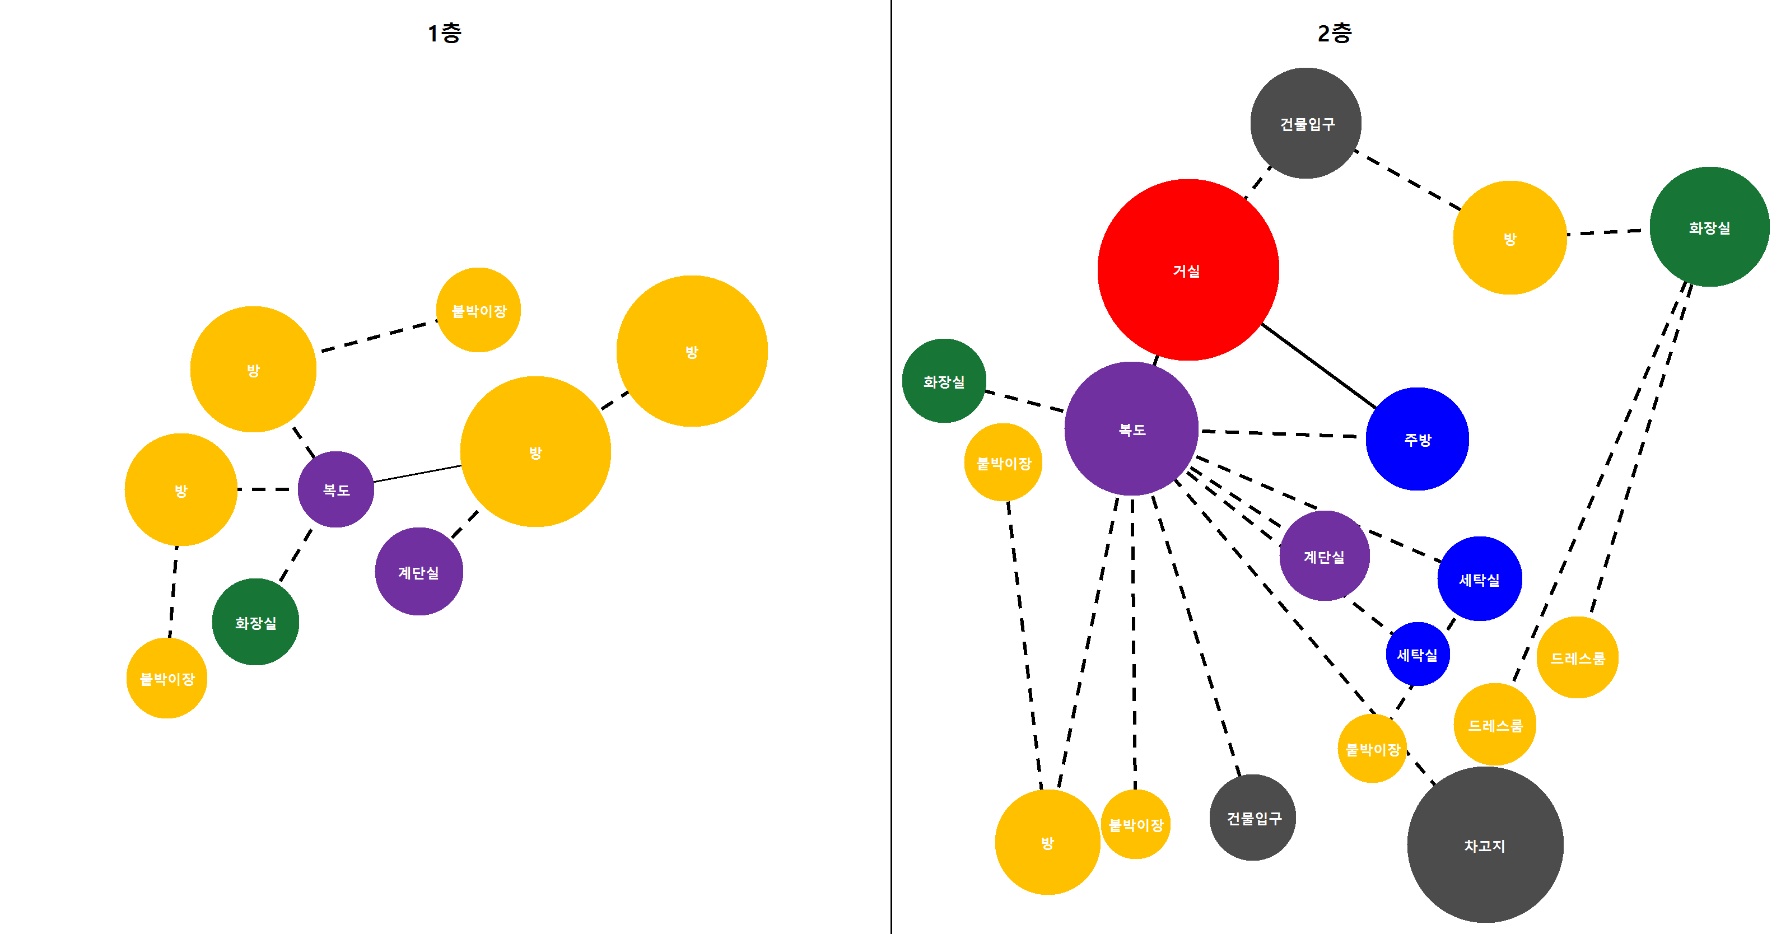 1층
붙박이장
방
방
방
방
복도
계단실
화장실
붙박이장
2층
건물입구
화장실
방
거실
화장실
복도
주방
붙박이장
계단실
세탁실
세탁실
드레스룸
드레스룸
붙박이장
건물입구
붙박이장
방
차고지